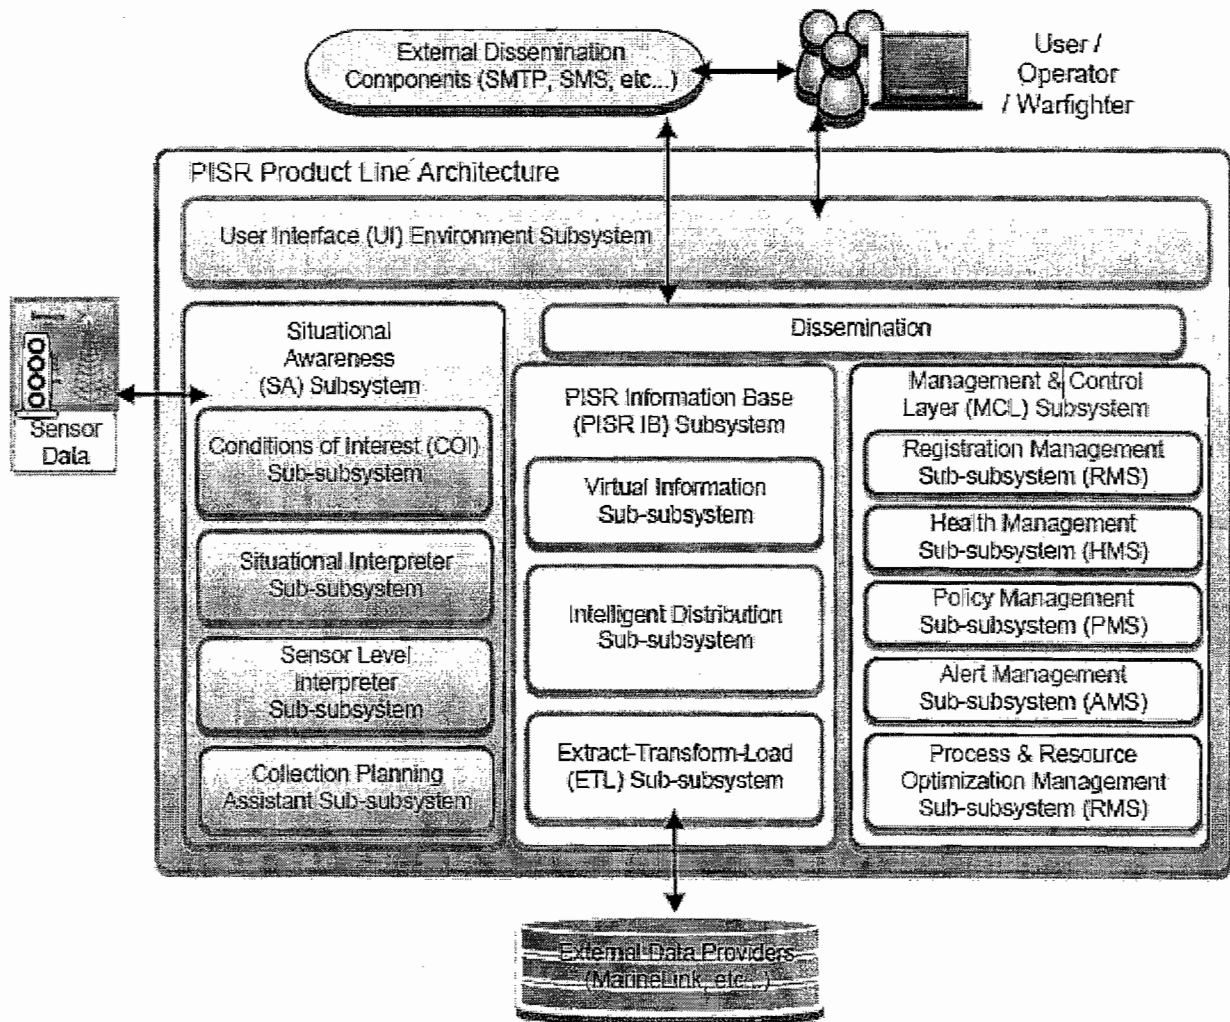 External Dissemination
Components (SMTP, SMS, etc...)
User /
Operator
/ Warfighter
PISR Product Line Architecture
User Interface (UI) Environment Subsystem
Sensor
Data
Situational
Awareness
(SA) Subsystem
Conditions of Interest (COI)
Sub-subsystem
Situational Interpreter
Sub-subsystem
Sensor Level
Interpreter
Sub-subsystem
Collection Planning
Assistant Sub-subsystem
Dissemination
PISR Information Base
(PISR IB) Subsystem
Virtual Information
Sub-subsystem
Intelligent Distribution
Sub-subsystem
Extract-Transform-Load
(ETL) Sub-subsystem
Management & Control
Layer (MCL) Subsystem
Registration Management
Sub-subsystem (RMS)
Health Management
Sub-subsystem (HMS)
Policy Management
Sub-subsystem (PMS)
Alert Management
Sub-subsystem (AMS)
Process & Resource
Optimization Management
Sub-subsystem (RMS)
External Data Providers
(MarineLink, etc...)